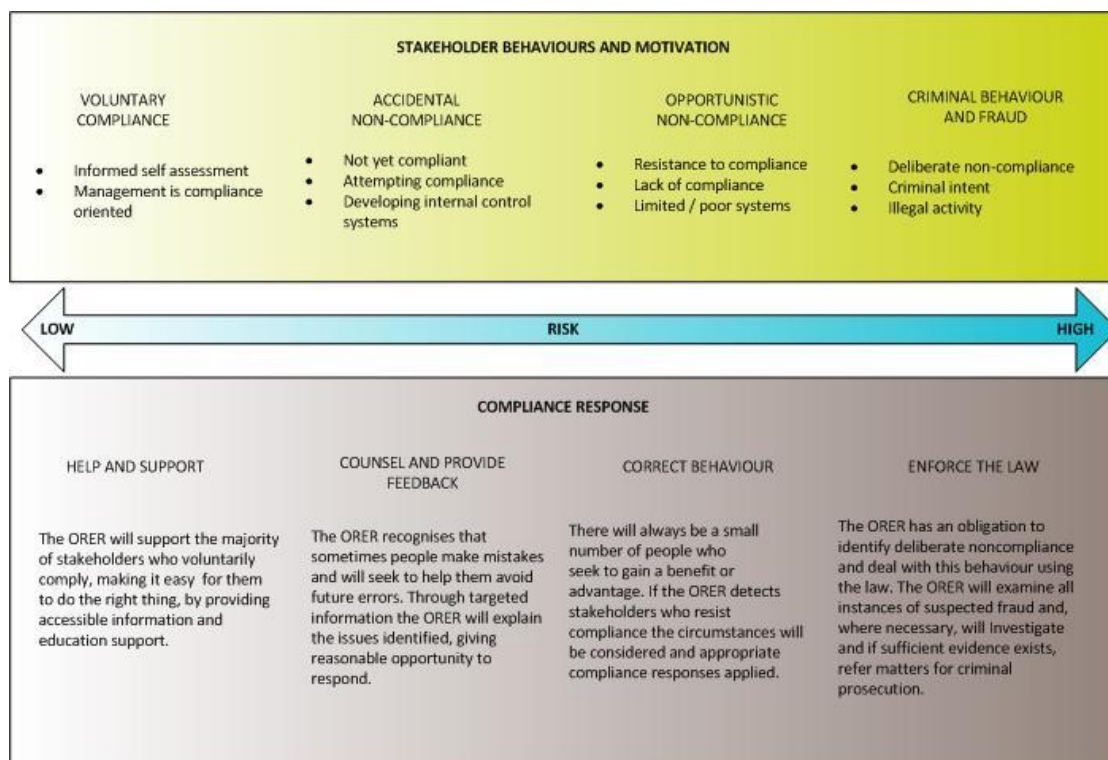 STAKEHOLDER BEHAVIOURS AND MOTIVATION
VOLUNTARY
COMPLIANCE
• Informed self assessment
• Management is compliance
oriented
ACCIDENTAL
NON-COMPLIANCE
• Not yet compliant
• Attempting compliance
• Developing internal control
systems
OPPORTUNISTIC
NON-COMPLIANCE
• Resistance to compliance
• Lack of compliance
• Limited / poor systems
CRIMINAL BEHAVIOUR
AND FRAUD
• Deliberate non-compliance
• Criminal intent
• Illegal activity
LOW RISK HIGH
COMPLIANCE RESPONSE
HELP AND SUPPORT
The ORER will support the majority
of stakeholders who voluntarily
comply, making it easy for them
to do the right thing, by providing
accessible information and
education support.
COUNSEL AND PROVIDE
FEEDBACK
The ORER recognises that
sometimes people make mistakes
and will seek to help them avoid
future errors. Through targeted
information the ORER will explain
the issues identified, giving
reasonable opportunity to
respond.
CORRECT BEHAVIOUR
There will always be a small
number of people who
seek to gain a benefit or
advantage. If the ORER detects
stakeholders who resist
compliance the circumstances will
be considered and appropriate
compliance responses applied.
ENFORCE THE LAW
The ORER has an obligation to
identify deliberate noncompliance
and deal with this behaviour using
the law. The ORER will examine all
instances of suspected fraud and,
where necessary, will Investigate
and if sufficient evidence exists,
refer matters for criminal
prosecution.